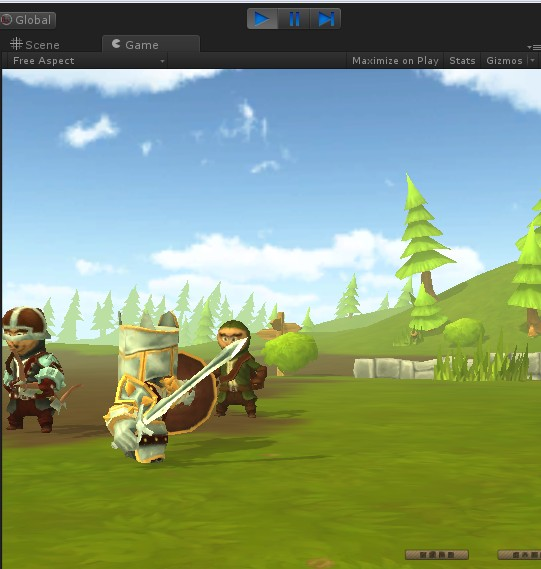 Global
Scene
Game
Free Aspect
Maximize on Play
Stats
Gizmos